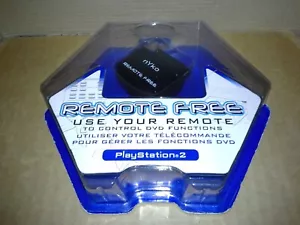 nyko
REMOTE FREE
REMOTE FREE™
USE YOUR REMOTE
TO CONTROL DVD FUNCTIONS
UTILISER VOTRE TÉLÉCOMMANDE
POUR GÉRER LES FONCTIONS DVD
PlayStation®2